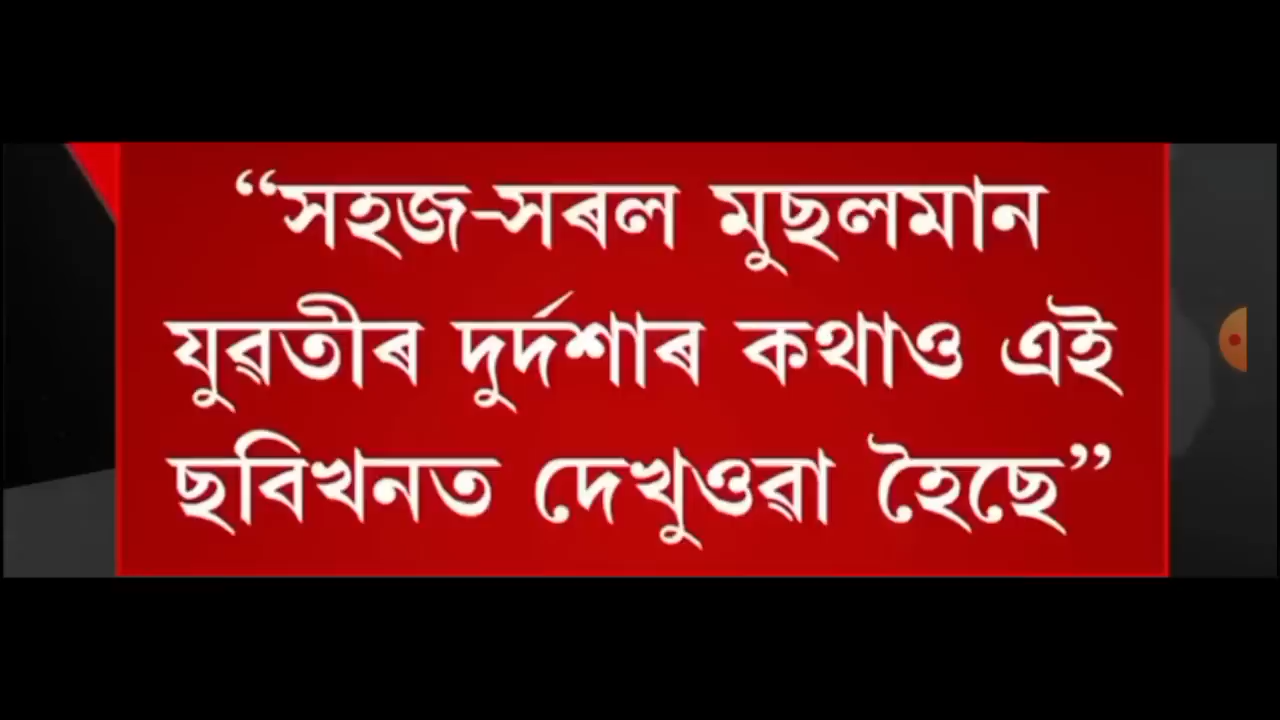 “সহজ-সৰল মুছলমান
যুৱতীৰ দুৰ্দশাৰ কথাও এই
ছবিখনত দেখুওৱা হৈছে”